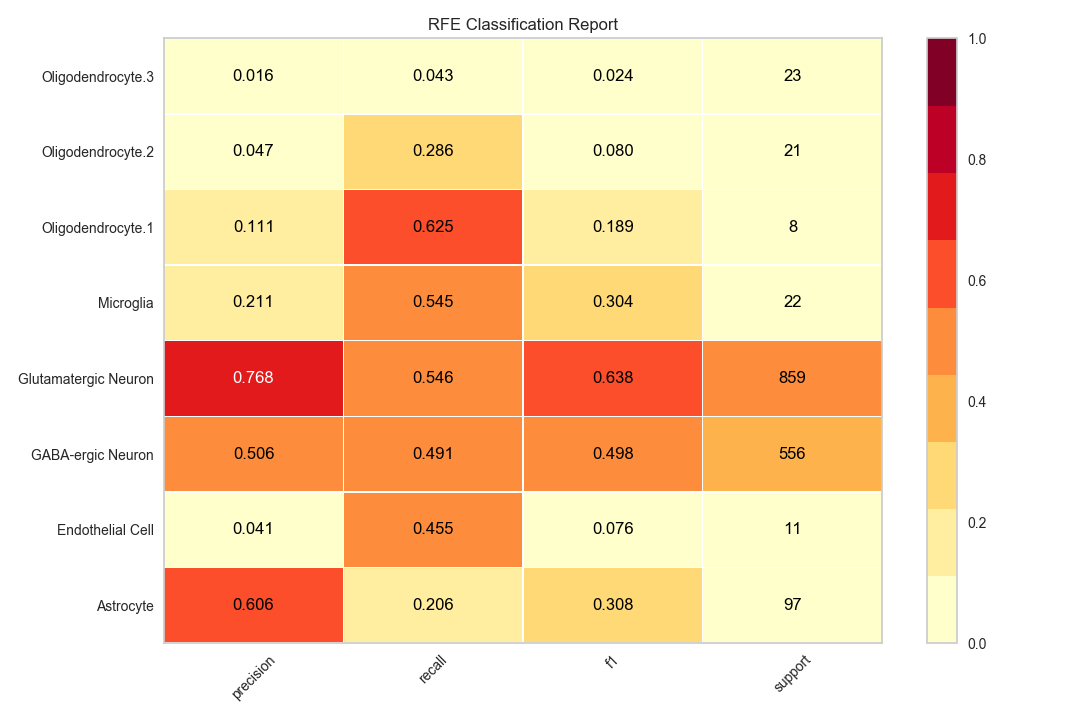 RFE Classification Report
Oligodendrocyte.3 0.016 0.043 0.024 23
Oligodendrocyte.2 0.047 0.286 0.080 21
Oligodendrocyte.1 0.111 0.625 0.189 8
Microglia 0.211 0.545 0.304 22
Glutamatergic Neuron 0.768 0.546 0.638 859
GABA-ergic Neuron 0.506 0.491 0.498 556
Endothelial Cell 0.041 0.455 0.076 11
Astrocyte 0.606 0.206 0.308 97
precision recall f1 support
1.0
0.8
0.6
0.4
0.2
0.0